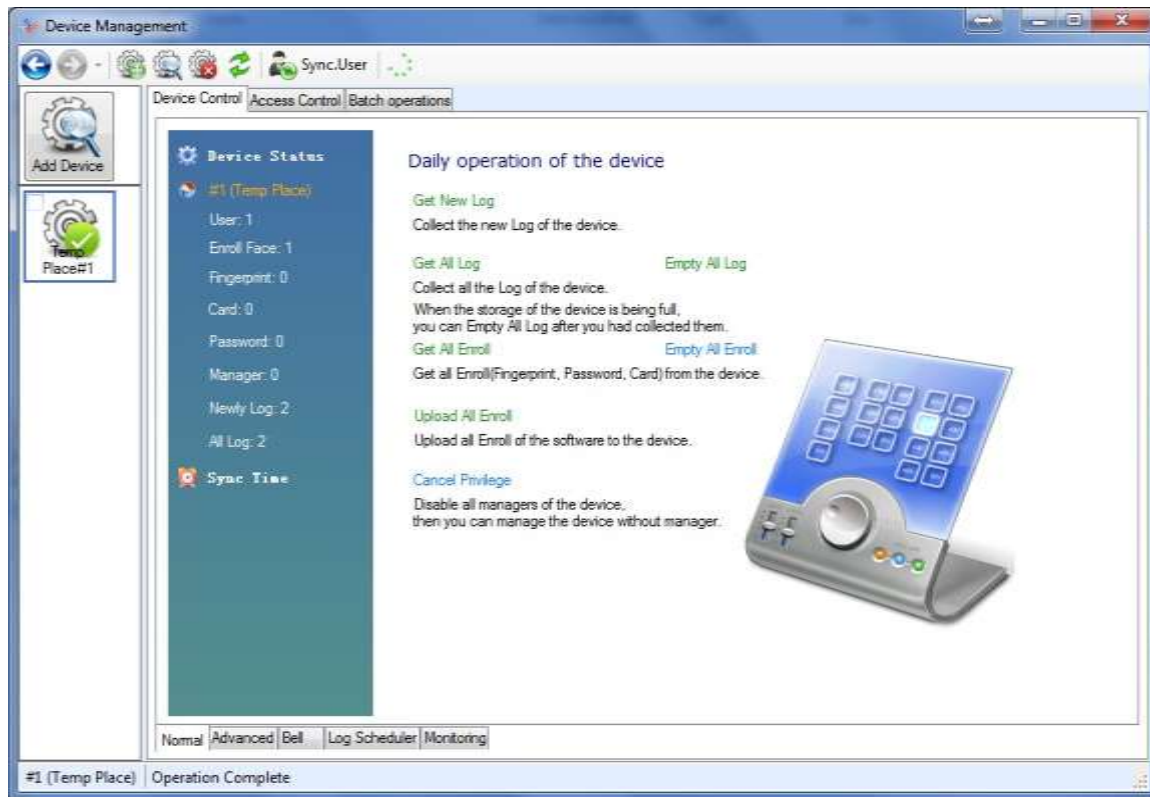 Device Management
Sync.User
Add Device
Temp
Place#1
Device Control Access Control Batch operations
Device Status
#1 (Temp Place)
User: 1
Enroll Face: 1
Fingerprint: 0
Card: 0
Password: 0
Manager: 0
Newly Log: 2
All Log: 2
Sync Time
Daily operation of the device
Get New Log
Collect the new Log of the device.
Get All Log Empty All Log
Collect all the Log of the device.
When the storage of the device is being full,
you can Empty All Log after you had collected them.
Get All Enroll Empty All Enroll
Get all Enroll(Fingerprint, Password, Card) from the device.
Upload All Enroll
Upload all Enroll of the software to the device.
Cancel Privilege
Disable all managers of the device,
then you can manage the device without manager.
Normal Advanced Bell Log Scheduler Monitoring
#1 (Temp Place) Operation Complete